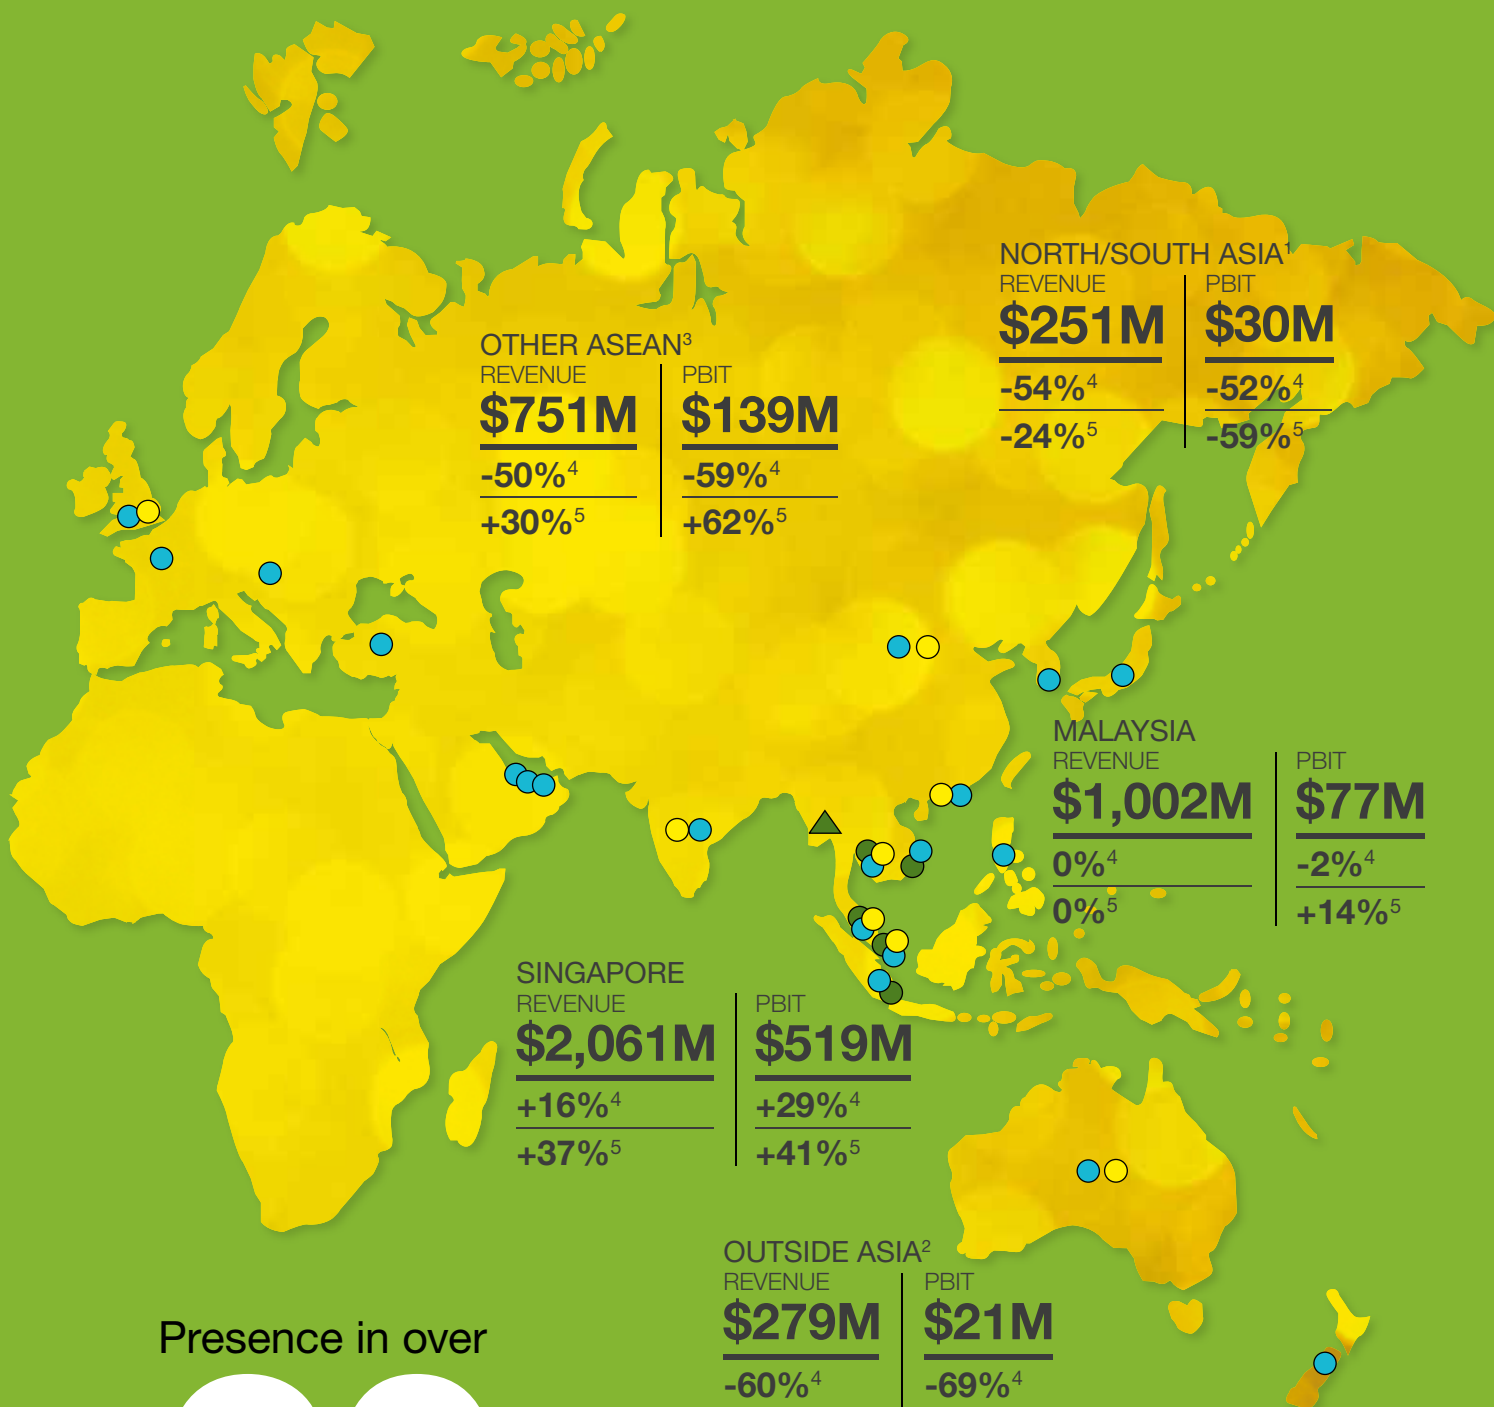 NORTH/SOUTH ASIA¹
REVENUE
$251M
-54%⁴
-24%⁵
PBIT
$30M
-52%⁴
-59%⁵
OTHER ASEAN³
REVENUE
$751M
-50%⁴
+30%⁵
PBIT
$139M
-59%⁴
+62%⁵
MALAYSIA
REVENUE
$1,002M
0%⁴
0%⁵
PBIT
$77M
-2%⁴
+14%⁵
SINGAPORE
REVENUE
$2,061M
+16%⁴
+37%⁵
PBIT
$519M
+29%⁴
+41%⁵
OUTSIDE ASIA²
REVENUE
$279M
-60%⁴
PBIT
$21M
-69%⁴
Presence in over